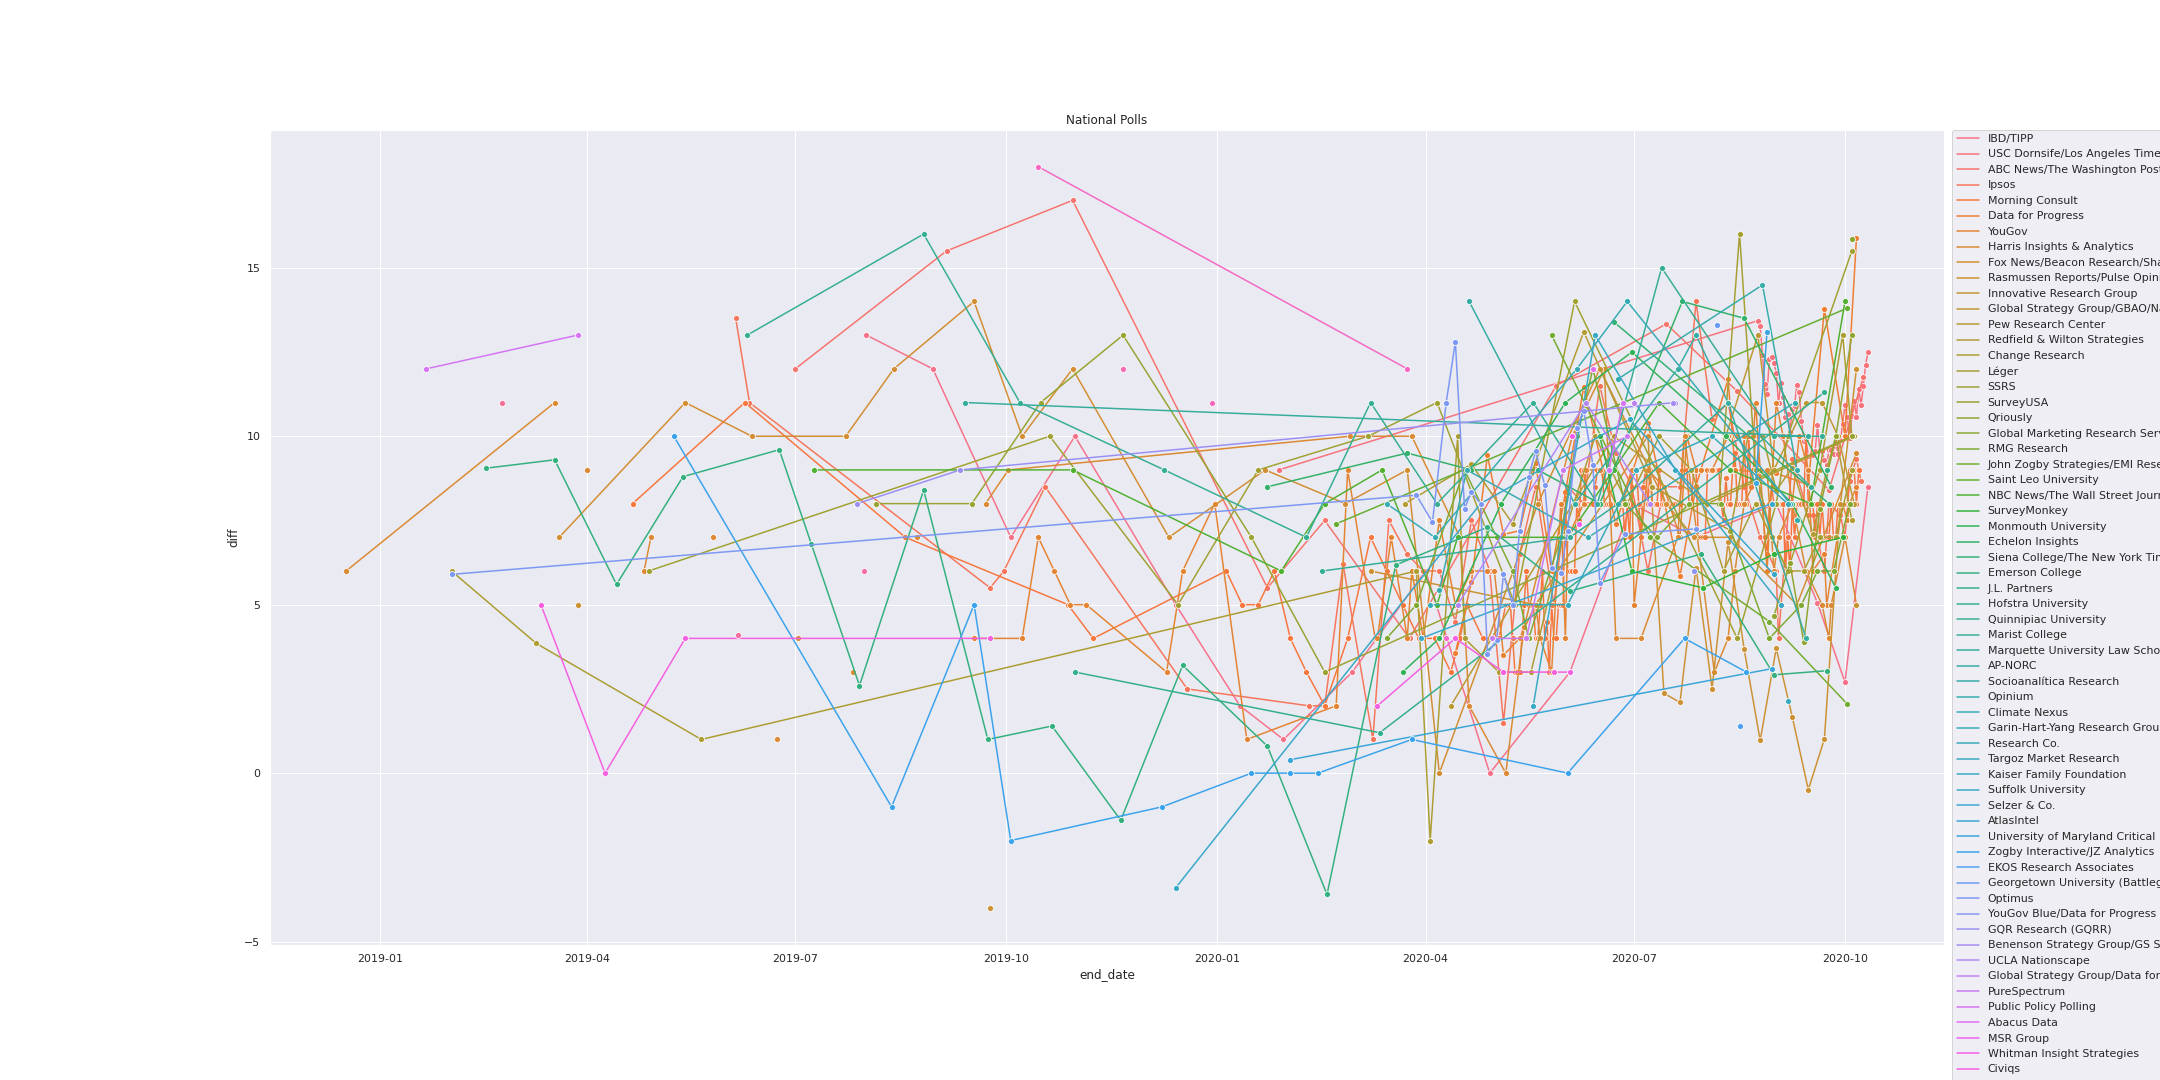 National Polls
15
10
5
0
−5
diff
2019-01
2019-04
2019-07
2019-10
2020-01
2020-04
2020-07
2020-10
end_date
IBD/TIPP
USC Dornsife/Los Angeles Time
ABC News/The Washington Pos
Ipsos
Morning Consult
Data for Progress
YouGov
Harris Insights & Analytics
Fox News/Beacon Research/Sha
Rasmussen Reports/Pulse Opin
Innovative Research Group
Global Strategy Group/GBAO/N
Pew Research Center
Redfield & Wilton Strategies
Change Research
Léger
SSRS
SurveyUSA
Qriously
Global Marketing Research Ser
RMG Research
John Zogby Strategies/EMI Rese
Saint Leo University
NBC News/The Wall Street Jour
SurveyMonkey
Monmouth University
Echelon Insights
Siena College/The New York Ti
Emerson College
J.L. Partners
Hofstra University
Quinnipiac University
Marist College
Marquette University Law Scho
AP-NORC
Socioanalítica Research
Opinium
Climate Nexus
Garin-Hart-Yang Research Grou
Research Co.
Targoz Market Research
Kaiser Family Foundation
Suffolk University
Selzer & Co.
AtlasIntel
University of Maryland Critical
Zogby Interactive/JZ Analytics
EKOS Research Associates
Georgetown University (Battleg
Optimus
YouGov Blue/Data for Progress
GQR Research (GQRR)
Benenson Strategy Group/GS S
UCLA Nationscape
Global Strategy Group/Data for
PureSpectrum
Public Policy Polling
Abacus Data
MSR Group
Whitman Insight Strategies
Civiqs